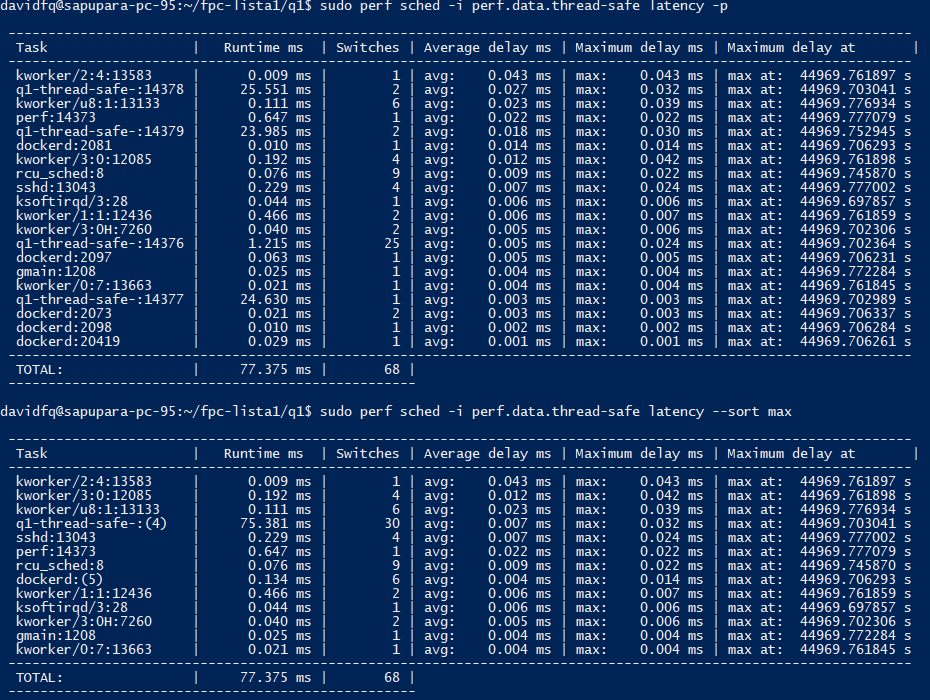 davidfq@sapupara-pc-95:~/fpc-lista1/q1$ sudo perf sched -i perf.data.thread-safe latency -p
-----------------------------------------------------------------------------------------------------------------
Task | Runtime ms | Switches | Average delay ms | Maximum delay ms | Maximum delay at |
-----------------------------------------------------------------------------------------------------------------
kworker/2:4:13583 | 0.009 ms | 1 | avg: 0.043 ms | max: 0.043 ms | max at: 44969.761897 s
q1-thread-safe-:14378 | 25.551 ms | 2 | avg: 0.027 ms | max: 0.032 ms | max at: 44969.703041 s
kworker/u8:1:13133 | 0.111 ms | 6 | avg: 0.023 ms | max: 0.039 ms | max at: 44969.776934 s
perf:14373 | 0.647 ms | 1 | avg: 0.022 ms | max: 0.022 ms | max at: 44969.777079 s
q1-thread-safe-:14379 | 23.985 ms | 2 | avg: 0.018 ms | max: 0.030 ms | max at: 44969.752945 s
dockerd:2081 | 0.010 ms | 1 | avg: 0.014 ms | max: 0.014 ms | max at: 44969.706293 s
kworker/3:0:12085 | 0.192 ms | 4 | avg: 0.012 ms | max: 0.042 ms | max at: 44969.761898 s
rcu_sched:8 | 0.076 ms | 9 | avg: 0.009 ms | max: 0.022 ms | max at: 44969.745870 s
sshd:13043 | 0.229 ms | 4 | avg: 0.007 ms | max: 0.024 ms | max at: 44969.777002 s
ksoftirqd/3:28 | 0.044 ms | 1 | avg: 0.006 ms | max: 0.006 ms | max at: 44969.697857 s
kworker/1:1:12436 | 0.466 ms | 2 | avg: 0.006 ms | max: 0.007 ms | max at: 44969.761859 s
kworker/3:0H:7260 | 0.040 ms | 2 | avg: 0.005 ms | max: 0.006 ms | max at: 44969.702306 s
q1-thread-safe-:14376 | 1.215 ms | 25 | avg: 0.005 ms | max: 0.024 ms | max at: 44969.702364 s
dockerd:2097 | 0.063 ms | 1 | avg: 0.005 ms | max: 0.005 ms | max at: 44969.706231 s
gmain:1208 | 0.025 ms | 1 | avg: 0.004 ms | max: 0.004 ms | max at: 44969.772284 s
kworker/0:7:13663 | 0.021 ms | 1 | avg: 0.004 ms | max: 0.004 ms | max at: 44969.761845 s
q1-thread-safe-:14377 | 24.630 ms | 1 | avg: 0.003 ms | max: 0.003 ms | max at: 44969.702989 s
dockerd:2073 | 0.021 ms | 2 | avg: 0.003 ms | max: 0.003 ms | max at: 44969.706337 s
dockerd:2098 | 0.010 ms | 1 | avg: 0.002 ms | max: 0.002 ms | max at: 44969.706284 s
dockerd:20419 | 0.029 ms | 1 | avg: 0.001 ms | max: 0.001 ms | max at: 44969.706261 s
-----------------------------------------------------------------------------------------------------------------
TOTAL: | 77.375 ms | 68 |
---------------------------------------------------
davidfq@sapupara-pc-95:~/fpc-lista1/q1$ sudo perf sched -i perf.data.thread-safe latency --sort max
-----------------------------------------------------------------------------------------------------------------
Task | Runtime ms | Switches | Average delay ms | Maximum delay ms | Maximum delay at |
-----------------------------------------------------------------------------------------------------------------
kworker/2:4:13583 | 0.009 ms | 1 | avg: 0.043 ms | max: 0.043 ms | max at: 44969.761897 s
kworker/3:0:12085 | 0.192 ms | 4 | avg: 0.012 ms | max: 0.042 ms | max at: 44969.761898 s
kworker/u8:1:13133 | 0.111 ms | 6 | avg: 0.023 ms | max: 0.039 ms | max at: 44969.776934 s
q1-thread-safe-:(4) | 75.381 ms | 30 | avg: 0.007 ms | max: 0.032 ms | max at: 44969.703041 s
sshd:13043 | 0.229 ms | 4 | avg: 0.007 ms | max: 0.024 ms | max at: 44969.777002 s
perf:14373 | 0.647 ms | 1 | avg: 0.022 ms | max: 0.022 ms | max at: 44969.777079 s
rcu_sched:8 | 0.076 ms | 9 | avg: 0.009 ms | max: 0.022 ms | max at: 44969.745870 s
dockerd:(5) | 0.134 ms | 6 | avg: 0.004 ms | max: 0.014 ms | max at: 44969.706293 s
kworker/1:1:12436 | 0.466 ms | 2 | avg: 0.006 ms | max: 0.007 ms | max at: 44969.761859 s
ksoftirqd/3:28 | 0.044 ms | 1 | avg: 0.006 ms | max: 0.006 ms | max at: 44969.697857 s
kworker/3:0H:7260 | 0.040 ms | 2 | avg: 0.005 ms | max: 0.006 ms | max at: 44969.702306 s
gmain:1208 | 0.025 ms | 1 | avg: 0.004 ms | max: 0.004 ms | max at: 44969.772284 s
kworker/0:7:13663 | 0.021 ms | 1 | avg: 0.004 ms | max: 0.004 ms | max at: 44969.761845 s
-----------------------------------------------------------------------------------------------------------------
TOTAL: | 77.375 ms | 68 |
---------------------------------------------------